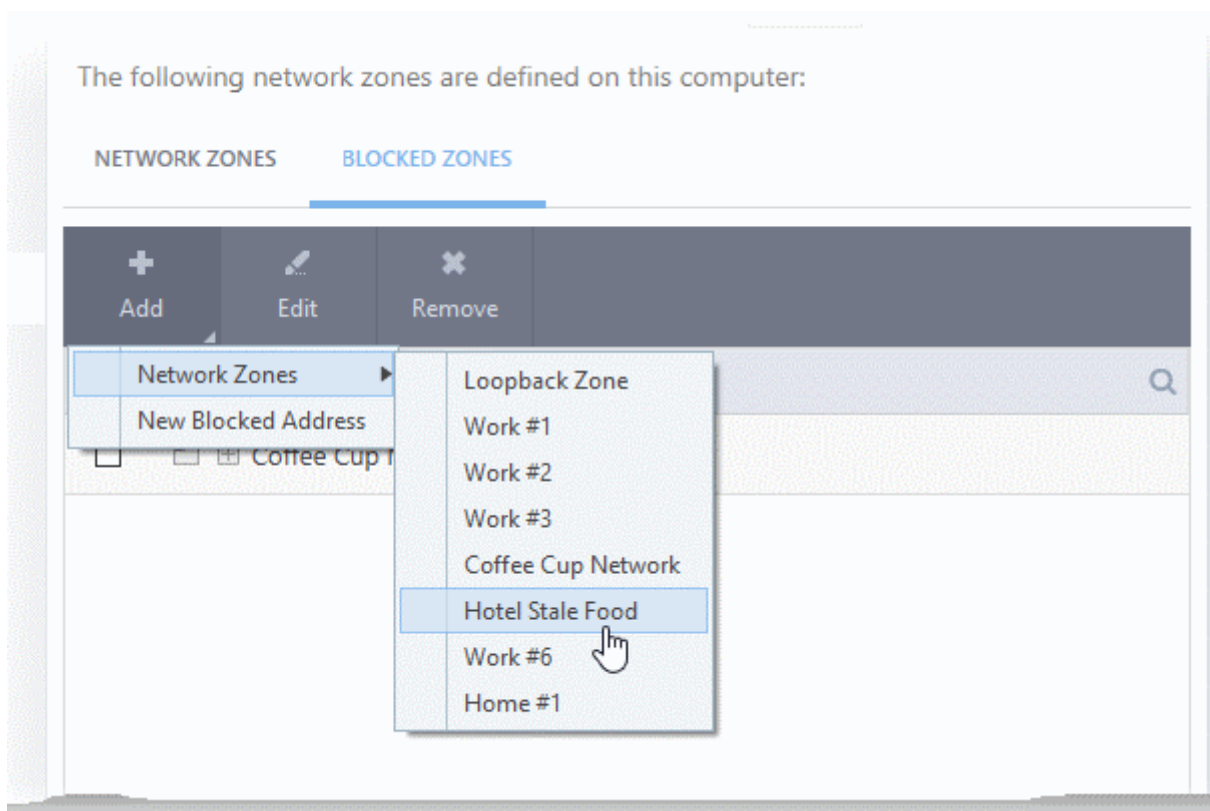 The following network zones are defined on this computer:
NETWORK ZONES BLOCKED ZONES
Add Edit Remove
Network Zones
New Blocked Address
Loopback Zone
Work #1
Work #2
Work #3
Coffee Cup Network
Hotel Stale Food
Work #6
Home #1
Coffee Cup